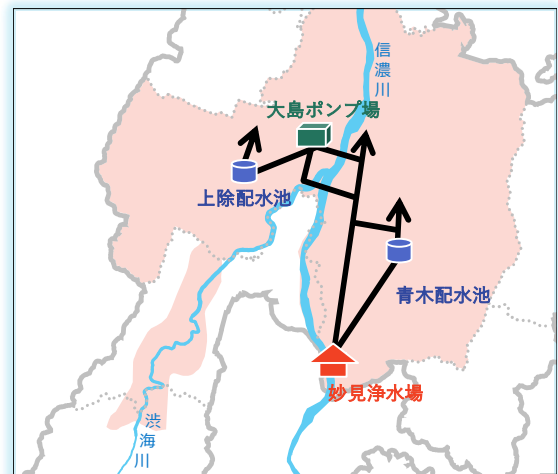 信濃川
大島ポンプ場
上除配水池
青木配水池
妙見浄水場
渋海川